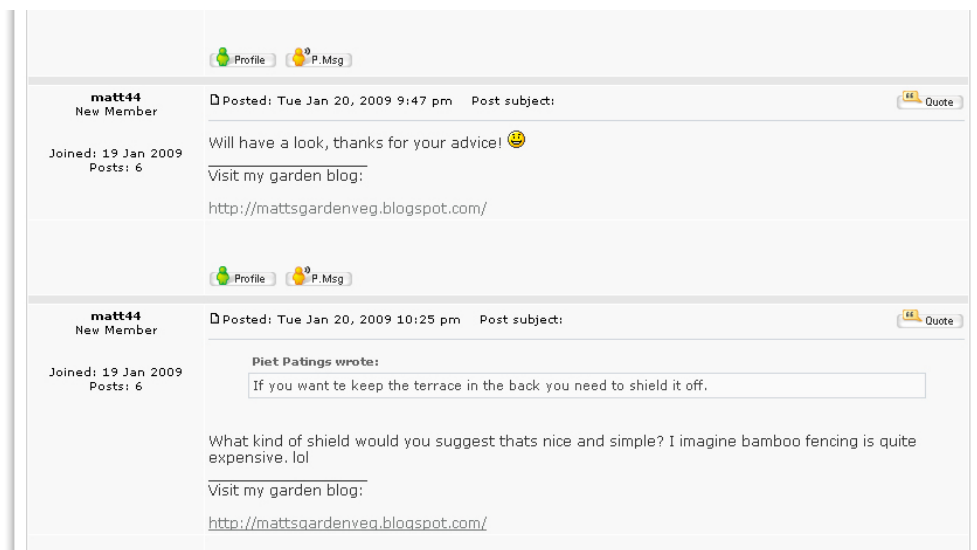 Profile P.Msg
matt44
New Member
Joined: 19 Jan 2009
Posts: 6
Posted: Tue Jan 20, 2009 9:47 pm Post subject:
Quote
Will have a look, thanks for your advice!
Visit my garden blog:
http://mattsgardenveg.blogspot.com/
Profile P.Msg
matt44
New Member
Joined: 19 Jan 2009
Posts: 6
Posted: Tue Jan 20, 2009 10:25 pm Post subject:
Quote
Piet Patings wrote:
If you want te keep the terrace in the back you need to shield it off.
What kind of shield would you suggest thats nice and simple? I imagine bamboo fencing is quite
expensive. lol
Visit my garden blog:
http://mattsgardenveg.blogspot.com/